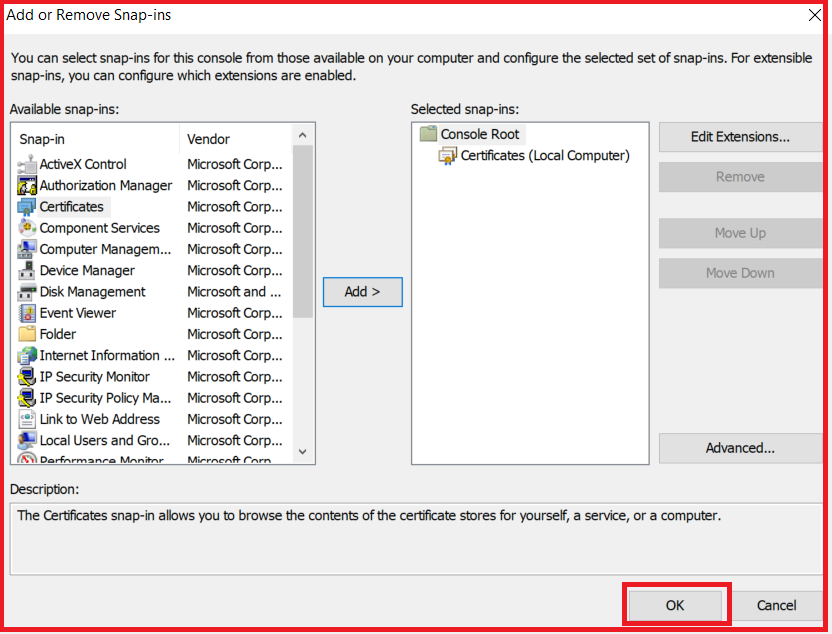 Add or Remove Snap-ins
You can select snap-ins for this console from those available on your computer and configure the selected set of snap-ins. For extensible
snap-ins, you can configure which extensions are enabled.
Available snap-ins:
Snap-in Vendor
ActiveX Control Microsoft Corp...
Authorization Manager Microsoft Corp...
Certificates Microsoft Corp...
Component Services Microsoft Corp...
Computer Managem... Microsoft Corp...
Device Manager Microsoft Corp...
Disk Management Microsoft and ...
Event Viewer Microsoft Corp...
Folder Microsoft Corp...
Internet Information ... Microsoft Corp...
IP Security Monitor Microsoft Corp...
IP Security Policy Ma... Microsoft Corp...
Link to Web Address Microsoft Corp...
Local Users and Gro... Microsoft Corp...
Performance Monitor Microsoft Corp...
Add >
Selected snap-ins:
Console Root
Certificates (Local Computer)
Edit Extensions...
Remove
Move Up
Move Down
Advanced...
Description:
The Certificates snap-in allows you to browse the contents of the certificate stores for yourself, a service, or a computer.
OK
Cancel